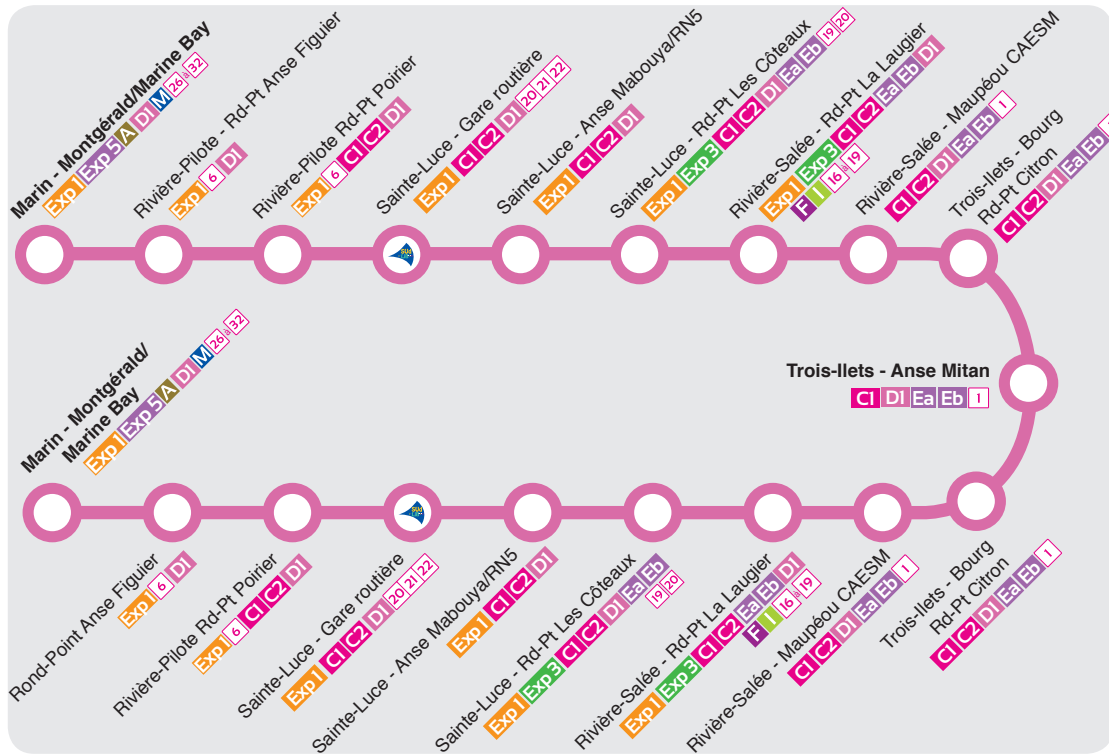 Marin - Montgérald/Marine Bay
Exp 1 Exp 5 A D1 M 26 à 32
Rivière-Pilote - Rd-Pt Anse Figuier
Exp 1 6 D1
Rivière-Pilote Rd-Pt Poirier
Exp 1 6 C1 C2 D1
Sainte-Luce - Gare routière
Exp 1 C1 C2 D1 20 21 22
Sainte-Luce - Anse Mabouya/RN5
Exp 1 C1 C2 D1
Sainte-Luce - Rd-Pt Les Côteaux
Exp 1 Exp 3 C1 C2 D1 Ea Eb 19 20
Rivière-Salée - Rd-Pt La Laugier
Exp 1 Exp 3 C1 C2 Ea Eb D1
F I 16 à 19
Rivière-Salée - Maupéou CAESM
C1 C2 D1 Ea Eb 1
Trois-Ilets - Bourg
Rd-Pt Citron
C1 C2 D1 Ea Eb
Trois-Ilets - Anse Mitan
C1 D1 Ea Eb 1
Marin - Montgérald/
Marine Bay
Exp 1 Exp 5 A D1 M 26 à 32
Rond-Point Anse Figuier
Exp 1 6 D1
Rivière-Pilote Rd-Pt Poirier
Exp 1 6 C1 C2 D1
Sainte-Luce - Gare routière
Exp 1 C1 C2 D1 20 21 22
Sainte-Luce - Anse Mabouya/RN5
Exp 1 C1 C2 D1
Sainte-Luce - Rd-Pt Les Côteaux
Exp 1 Exp 3 C1 C2 D1 Ea Eb
19 20
Rivière-Salée - Rd-Pt La Laugier
Exp 1 Exp 3 C1 C2 Ea Eb D1
F I 16 à 19
Rivière-Salée - Maupéou CAESM
C1 C2 D1 Ea Eb 1
Trois-Ilets - Bourg
Rd-Pt Citron
C1 C2 D1 Ea Eb 1